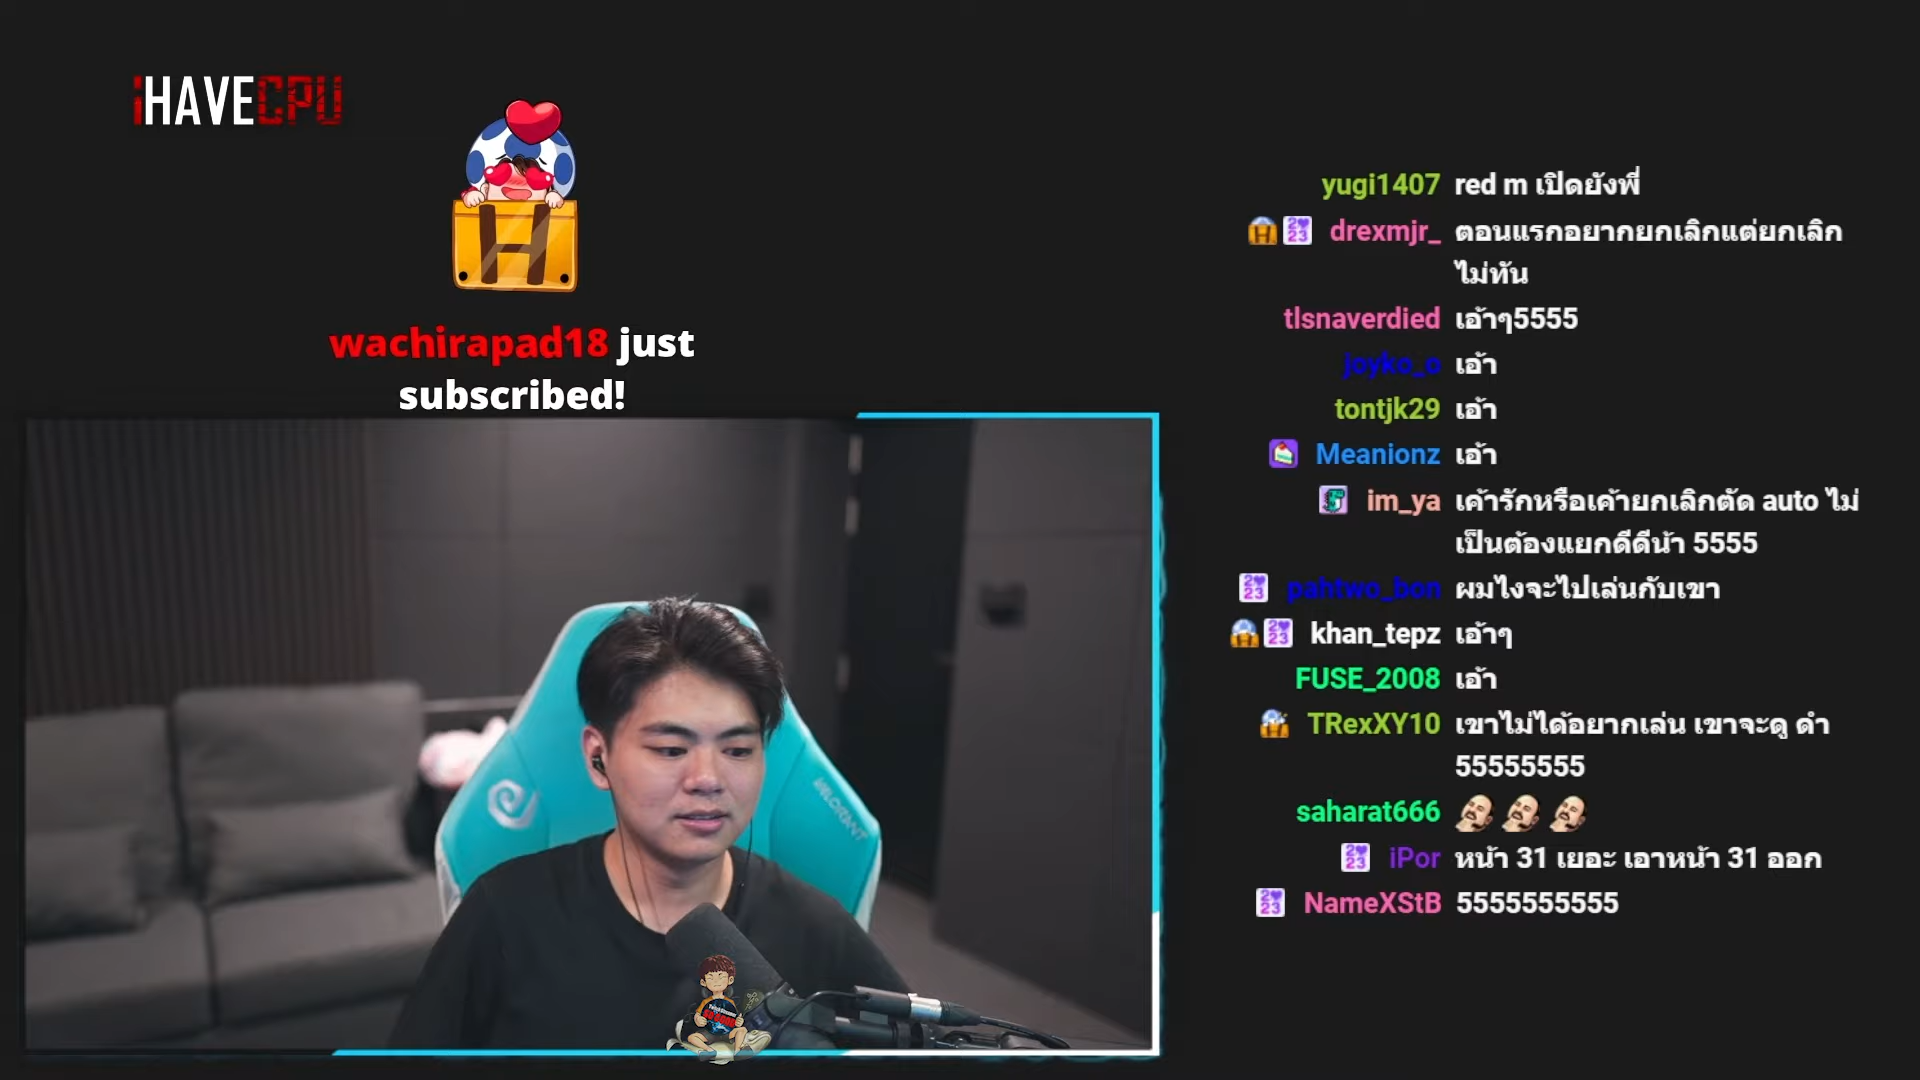 iHAVECPU
H
wachirapad18 just
subscribed!
yugi1407 red m เปิดยังพี่
drexmjr_ ตอนแรกอยากยกเลิกแต่ยกเลิก
ไม่ทัน
tlsnaverdied เอ้าๆ5555
joyko_o เอ้า
tontjk29 เอ้า
Meanionz เอ้า
im_ya เค้ารักหรือเค้ายกเลิกตัด auto ไม่
เป็นต้องแยกดีดีน้า 5555
pahtwo_bon ผมไงจะไปเล่นกับเขา
khan_tepz เอ้าๆ
FUSE_2008 เอ้า
TRexXY10 เขาไม่ได้อยากเล่น เขาจะดู ดำ
55555555
saharat666
iPor หน้า 31 เยอะ เอาหน้า 31 ออก
NameXStB 5555555555